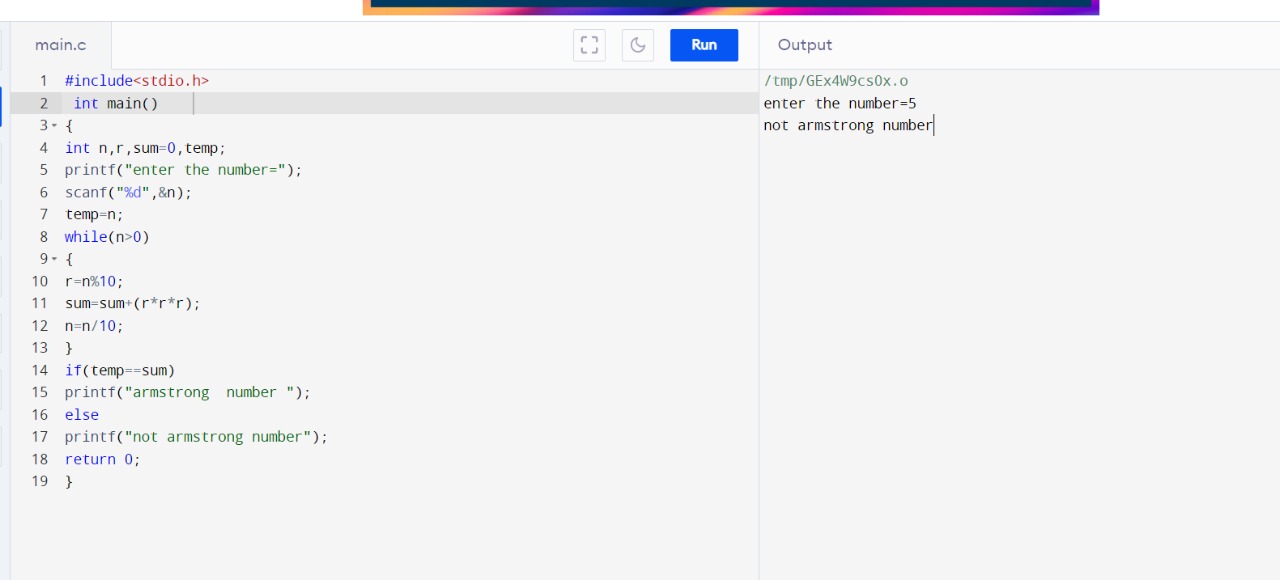 main.c
Run
Output
1 #include<stdio.h>
2  int main()
3 {
4 int n,r,sum=0,temp;
5 printf("enter the number=");
6 scanf("%d",&n);
7 temp=n;
8 while(n>0)
9 {
10 r=n%10;
11 sum=sum+(r*r*r);
12 n=n/10;
13 }
14 if(temp==sum)
15 printf("armstrong  number ");
16 else
17 printf("not armstrong number");
18 return 0;
19 }
/tmp/GEx4W9cs0x.o
enter the number=5
not armstrong number